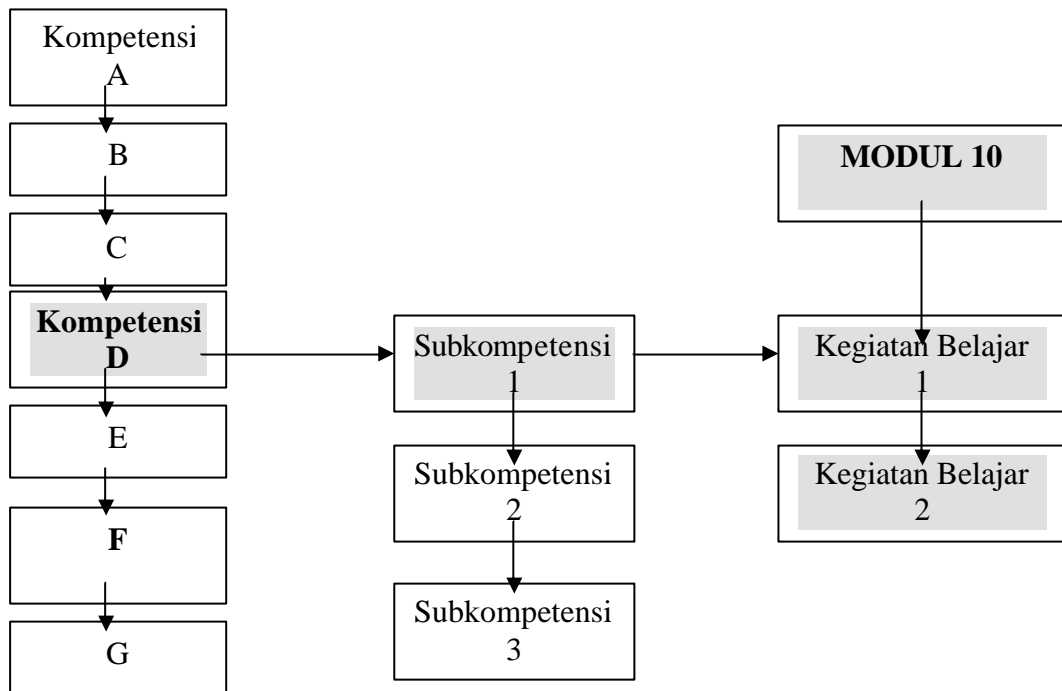 Kompetensi
A
B
C
Kompetensi
D
E
F
G
Subkompetensi
1
Subkompetensi
2
Subkompetensi
3
MODUL 10
Kegiatan Belajar
1
Kegiatan Belajar
2